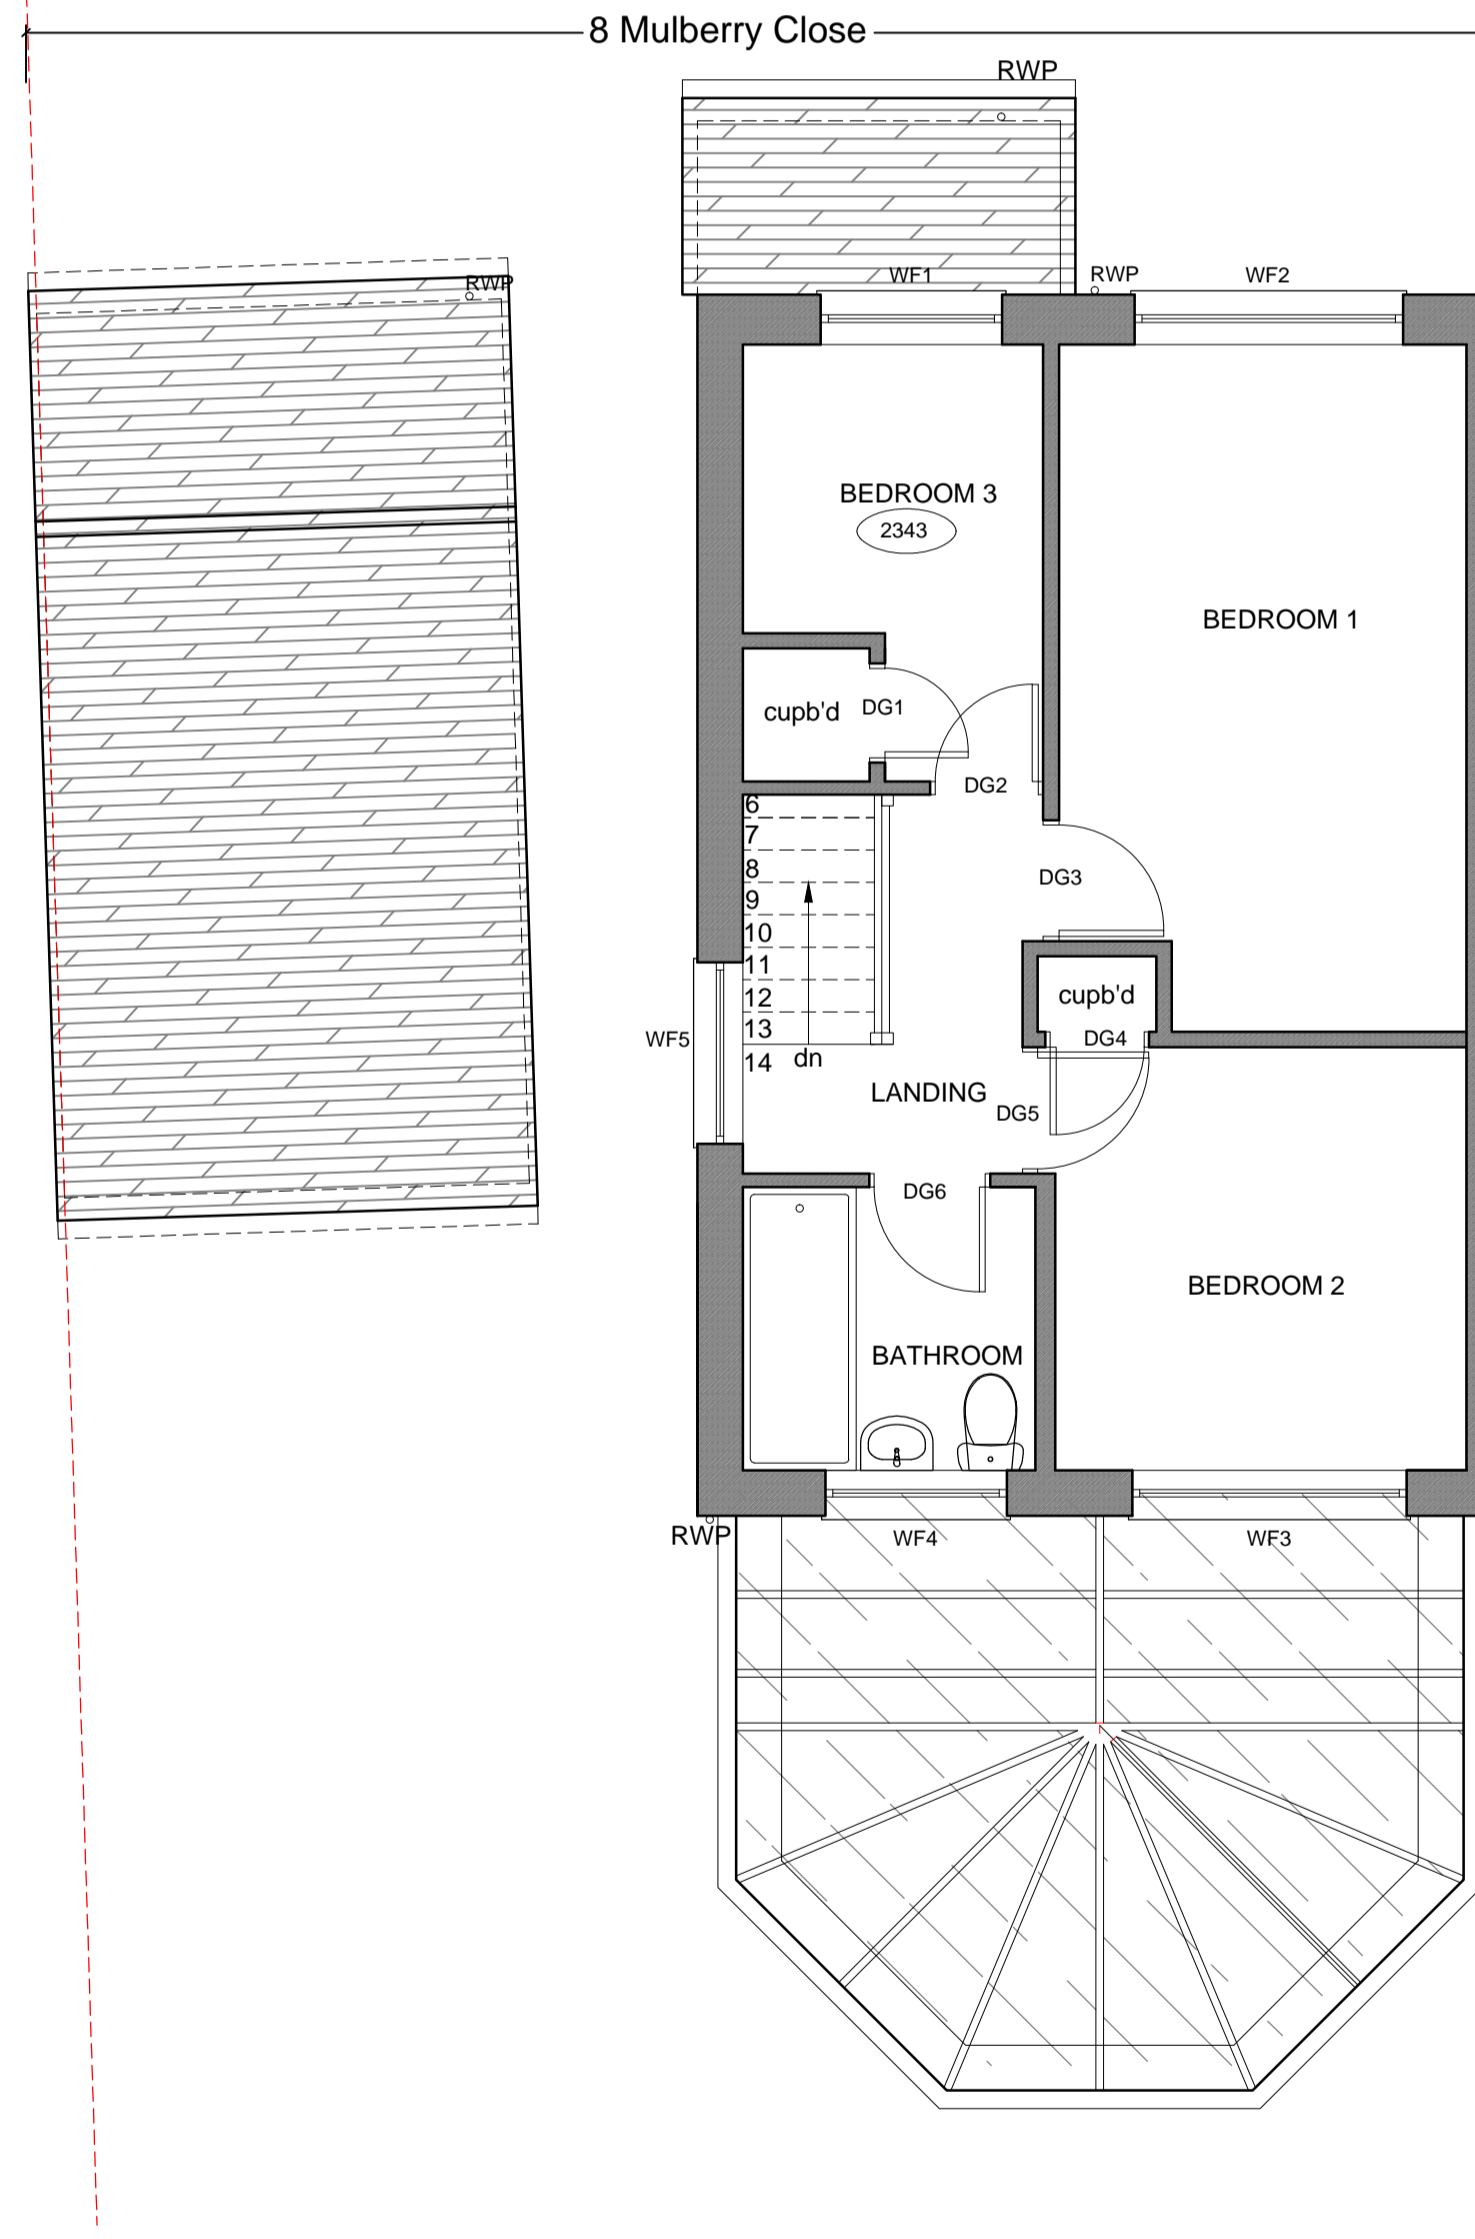 8 Mulberry Close
RWP
RWP
WF1
RWP
WF2
BEDROOM 3
2343
BEDROOM 1
cupb'd
DG1
DG2
6
7
8
9
10
11
12
13
14
dn
DG3
cupb'd
DG4
WF5
LANDING
DG5
DG6
BEDROOM 2
BATHROOM
RWP
WF4
WF3